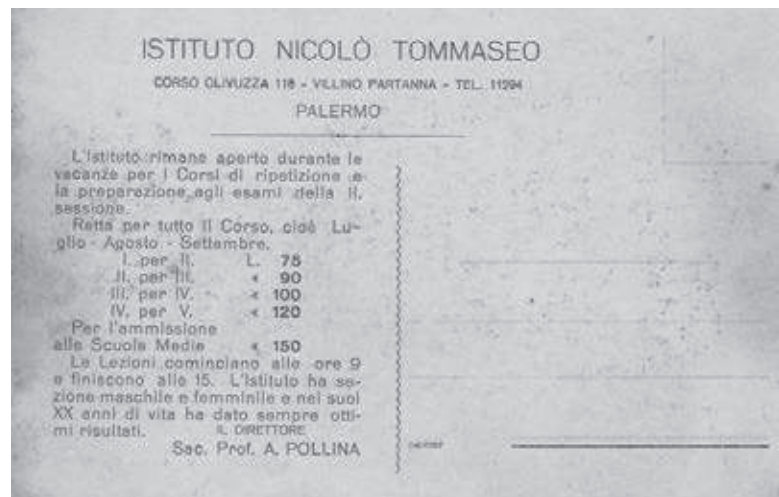 ISTITUTO NICOLÒ TOMMASEO
CORSO OLIVUZZA 118 - VILLINO PARTANNA - TEL. 11294
PALERMO
L'Istituto rimane aperto durante le
vacanze per i Corsi di ripetizione e
la preparazione agli esami della II.
sessione.
Retta per tutto il Corso, cioè Lu-
glio - Agosto - Settembre.
I. per II. L. 75
II. per III. « 90
III. per IV. « 100
IV. per V. « 120
Per l'ammissione
alle Scuole Medie « 150
Le Lezioni cominciano alle ore 9
e finiscono alle 15. L'Istituto ha se-
zione maschile e femminile e nei suoi
XX anni di vita ha dato sempre otti-
mi risultati. IL DIRETTORE
Sac. Prof. A. POLLINA